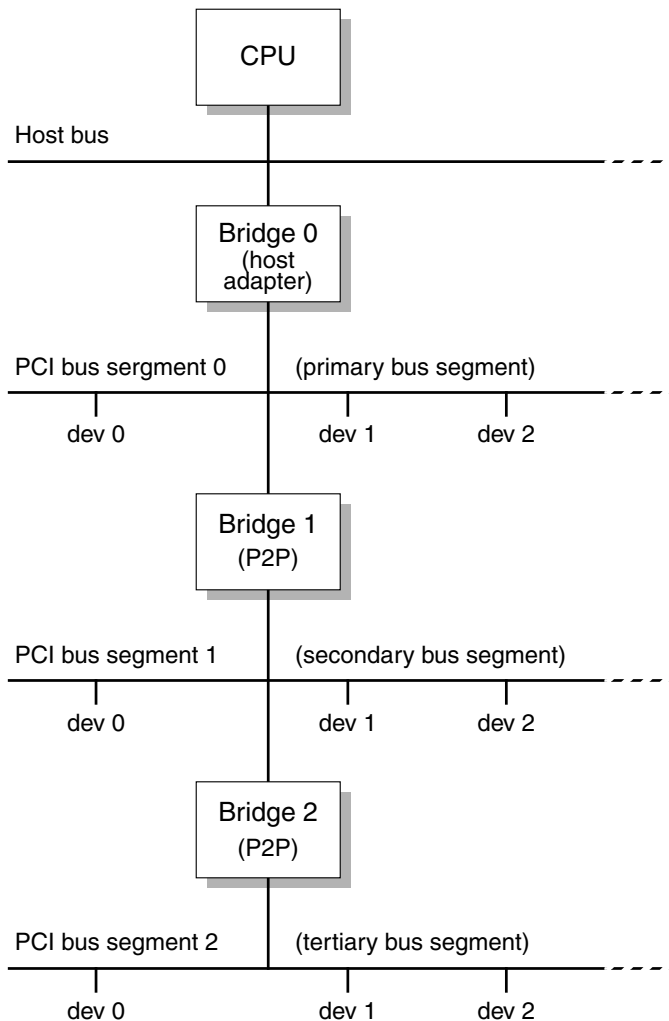 CPU
Host bus
Bridge 0
(host
adapter)
PCI bus sergment 0
(primary bus segment)
dev 0
dev 1
dev 2
Bridge 1
(P2P)
PCI bus segment 1
(secondary bus segment)
dev 0
dev 1
dev 2
Bridge 2
(P2P)
PCI bus segment 2
(tertiary bus segment)
dev 0
dev 1
dev 2